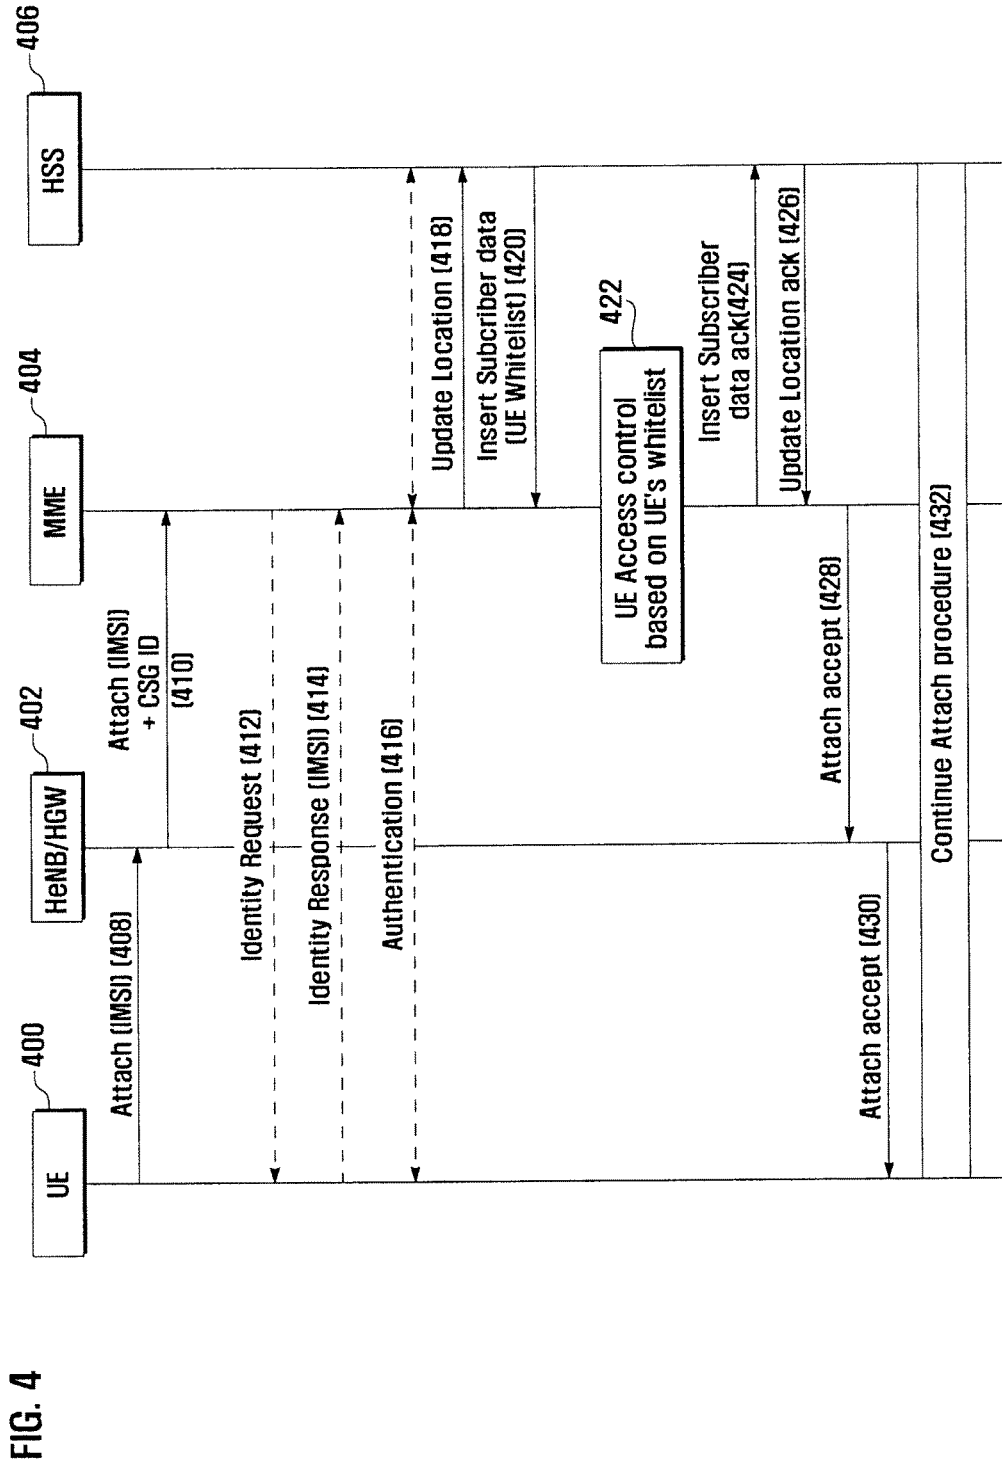 FIG. 4
UE
400
HeNB/HGW
402
MME
404
HSS
406
Attach (IMSI) (408)
Attach (IMSI)
+ CSG ID
(410)
Identity Request (412)
Identity Response (IMSI) (414)
Authentication (416)
Update Location (418)
Insert Subcriber data
(UE Whitelist) (420)
UE Access control
based on UE's whitelist
422
Insert Subscriber
data ack(424)
Update Location ack (426)
Attach accept (428)
Attach accept (430)
Continue Attach procedure (432)